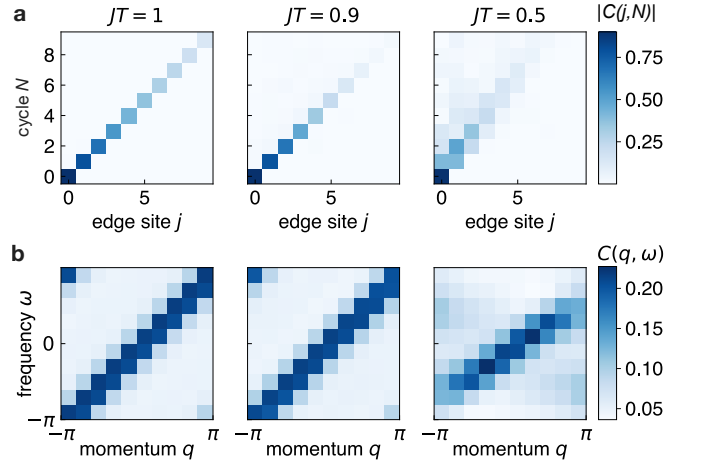 a
JT = 1
JT = 0.9
JT = 0.5
|C(j,N)|
cycle N
8
6
4
2
0
0.75
0.50
0.25
0 5
0 5
0 5
edge site j
edge site j
edge site j
b
C(q, ω)
frequency ω
0
−π
0.20
0.15
0.10
0.05
−π π
−π π
−π π
momentum q
momentum q
momentum q